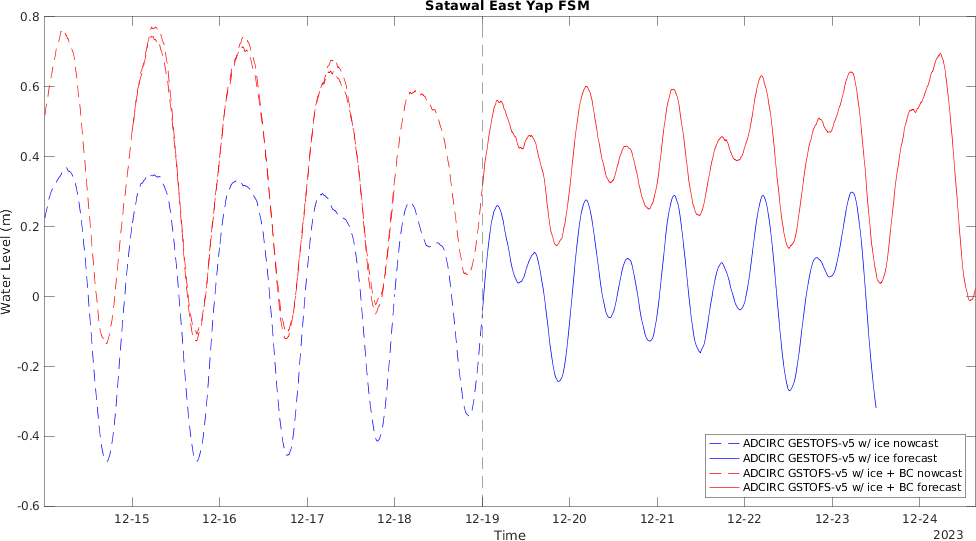 Satawal East Yap FSM
0.8
0.6
0.4
0.2
0
-0.2
-0.4
-0.6
Water Level (m)
ADCIRC GESTOFS-v5 w/ ice nowcast
ADCIRC GESTOFS-v5 w/ ice forecast
ADCIRC GSTOFS-v5 w/ ice + BC nowcast
ADCIRC GSTOFS-v5 w/ ice + BC forecast
12-15 12-16 12-17 12-18 12-19 12-20 12-21 12-22 12-23 12-24
Time
2023